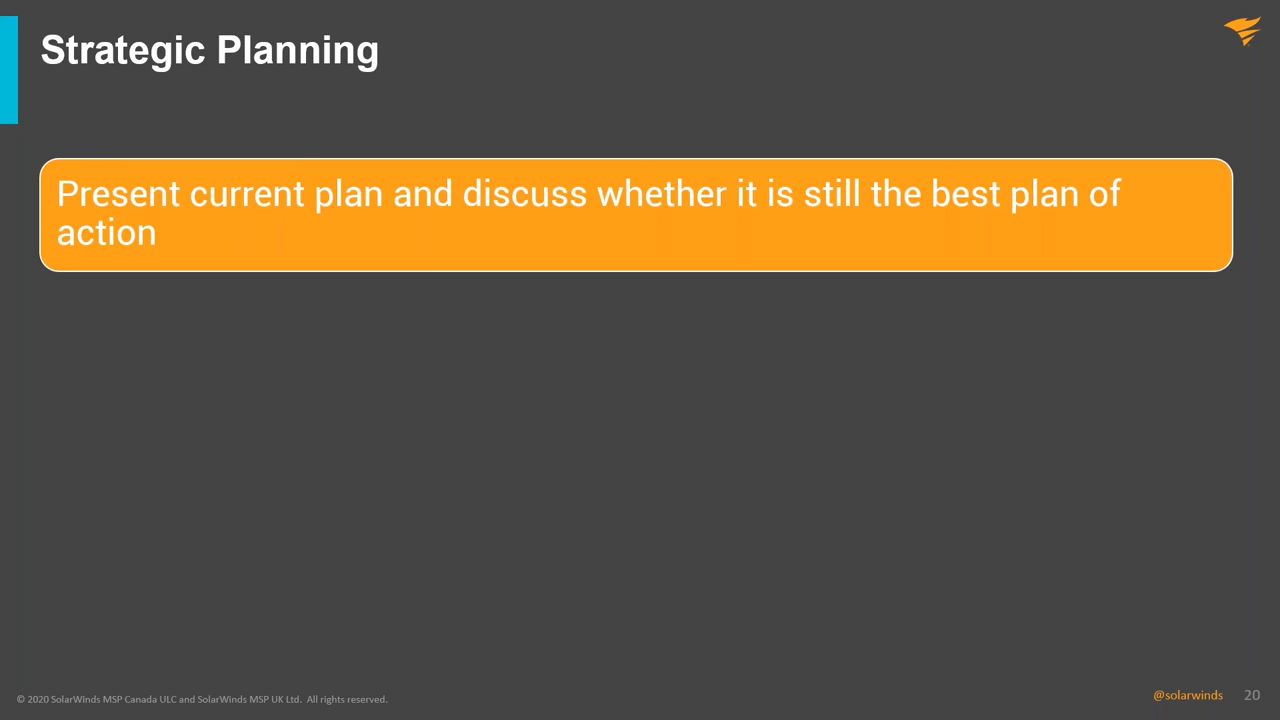 Strategic Planning
Present current plan and discuss whether it is still the best plan of
action
© 2020 SolarWinds MSP Canada ULC and SolarWinds MSP UK Ltd. All rights reserved.
@solarwinds 20